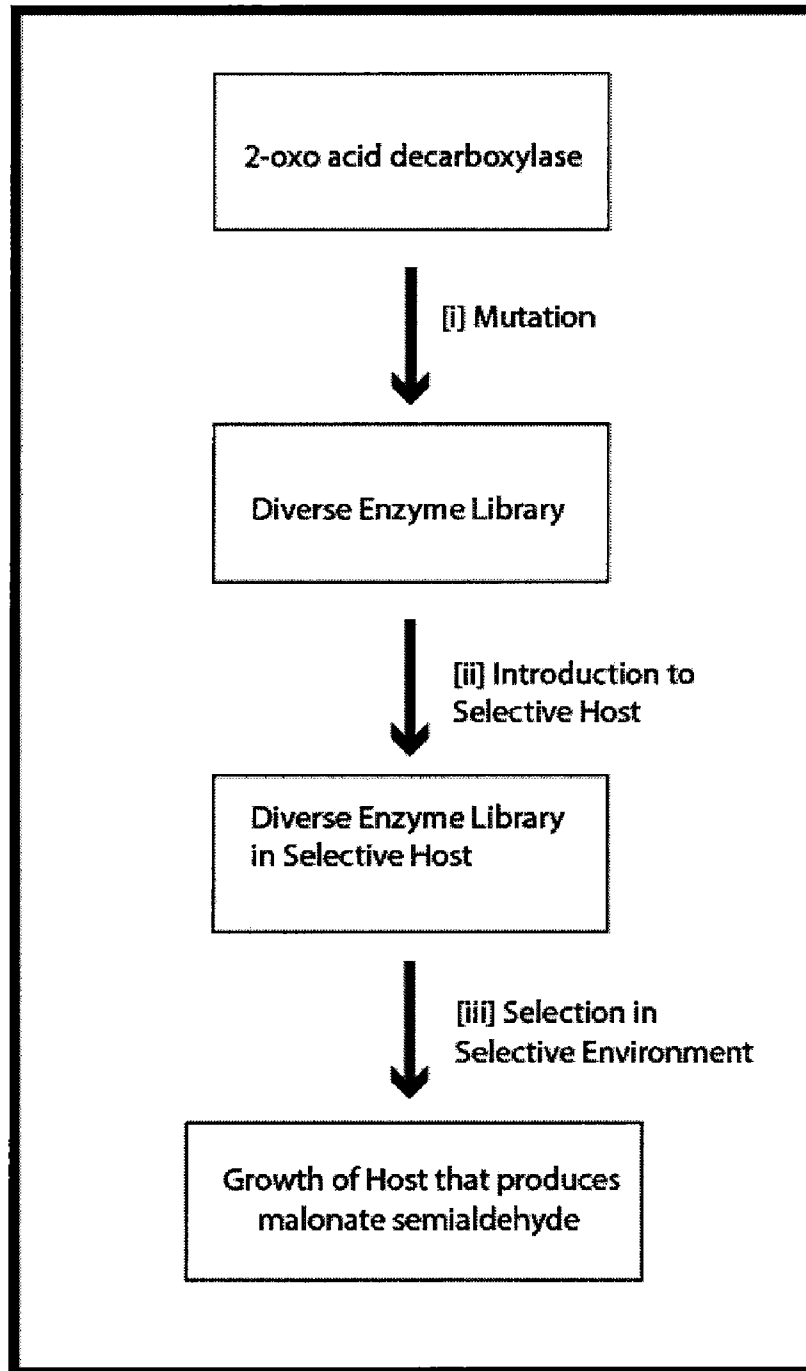 2-oxo acid decarboxylase
[i] Mutation
Diverse Enzyme Library
[ii] Introduction to
Selective Host
Diverse Enzyme Library
in Selective Host
[iii] Selection in
Selective Environment
Growth of Host that produces
malonate semialdehyde